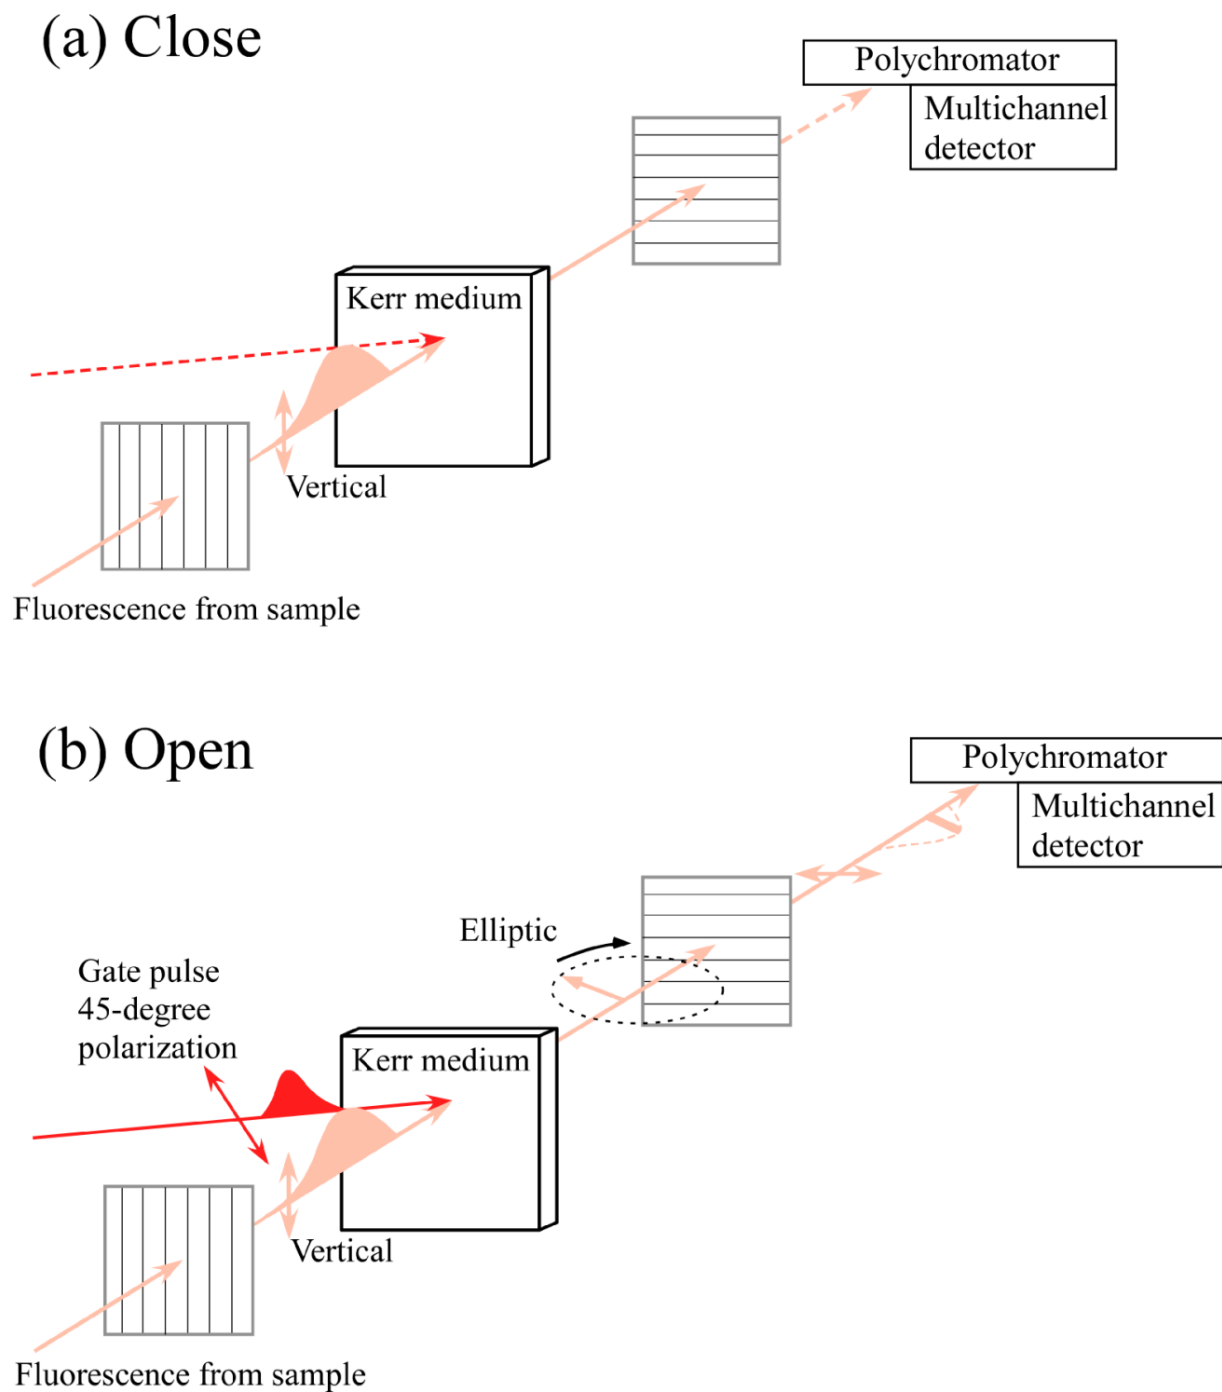 (a) Close
Polychromator
Multichannel
detector
Kerr medium
Vertical
Fluorescence from sample
(b) Open
Polychromator
Multichannel
detector
Elliptic
Gate pulse
45-degree
polarization
Kerr medium
Vertical
Fluorescence from sample